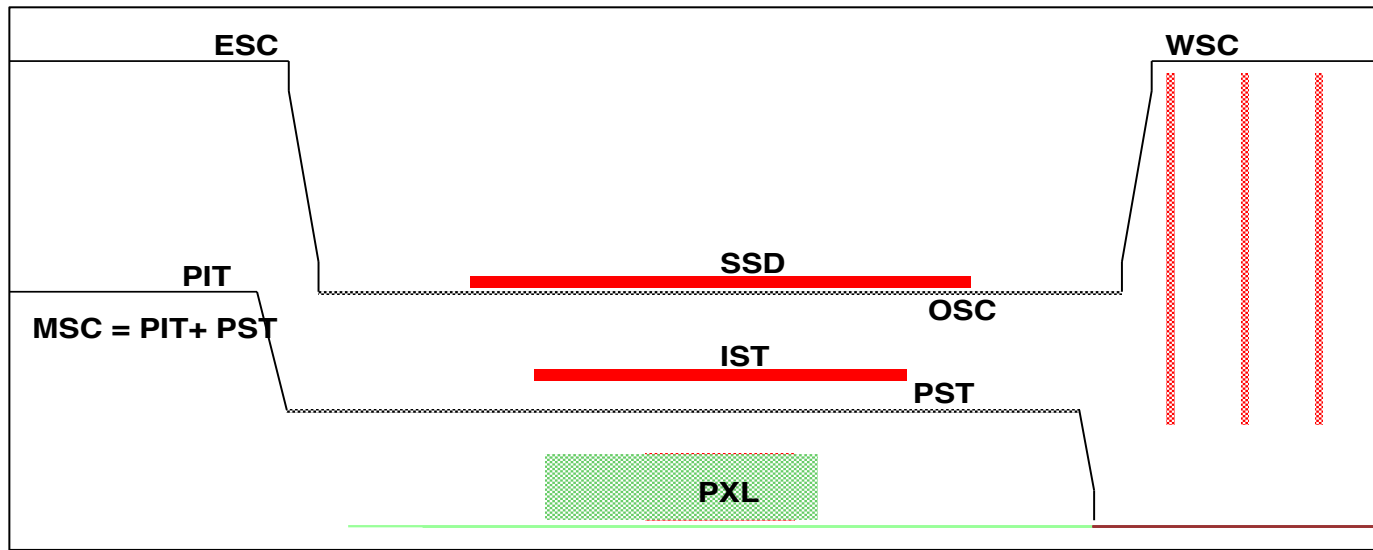 ESC
WSC
SSD
PIT
OSC
MSC = PIT+ PST
IST
PST
PXL